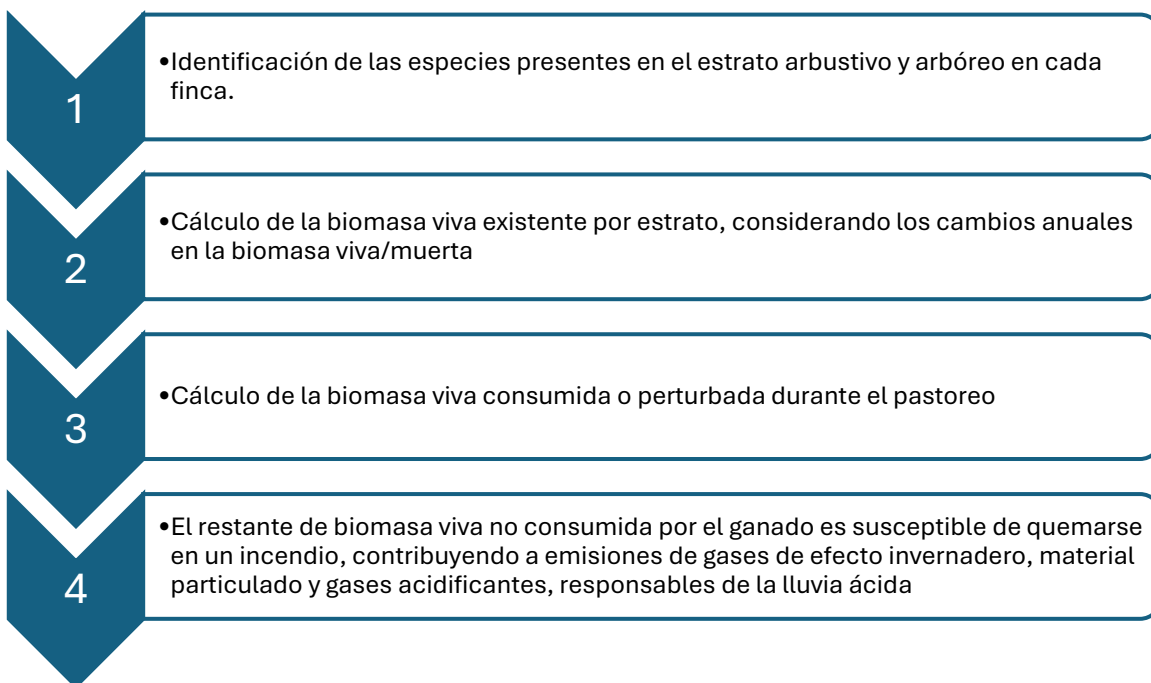 1
•Identificación de las especies presentes en el estrato arbustivo y arbóreo en cada
finca.
2
•Cálculo de la biomasa viva existente por estrato, considerando los cambios anuales
en la biomasa viva/muerta
3
•Cálculo de la biomasa viva consumida o perturbada durante el pastoreo
4
•El restante de biomasa viva no consumida por el ganado es susceptible de quemarse
en un incendio, contribuyendo a emisiones de gases de efecto invernadero, material
particulado y gases acidificantes, responsables de la lluvia ácida